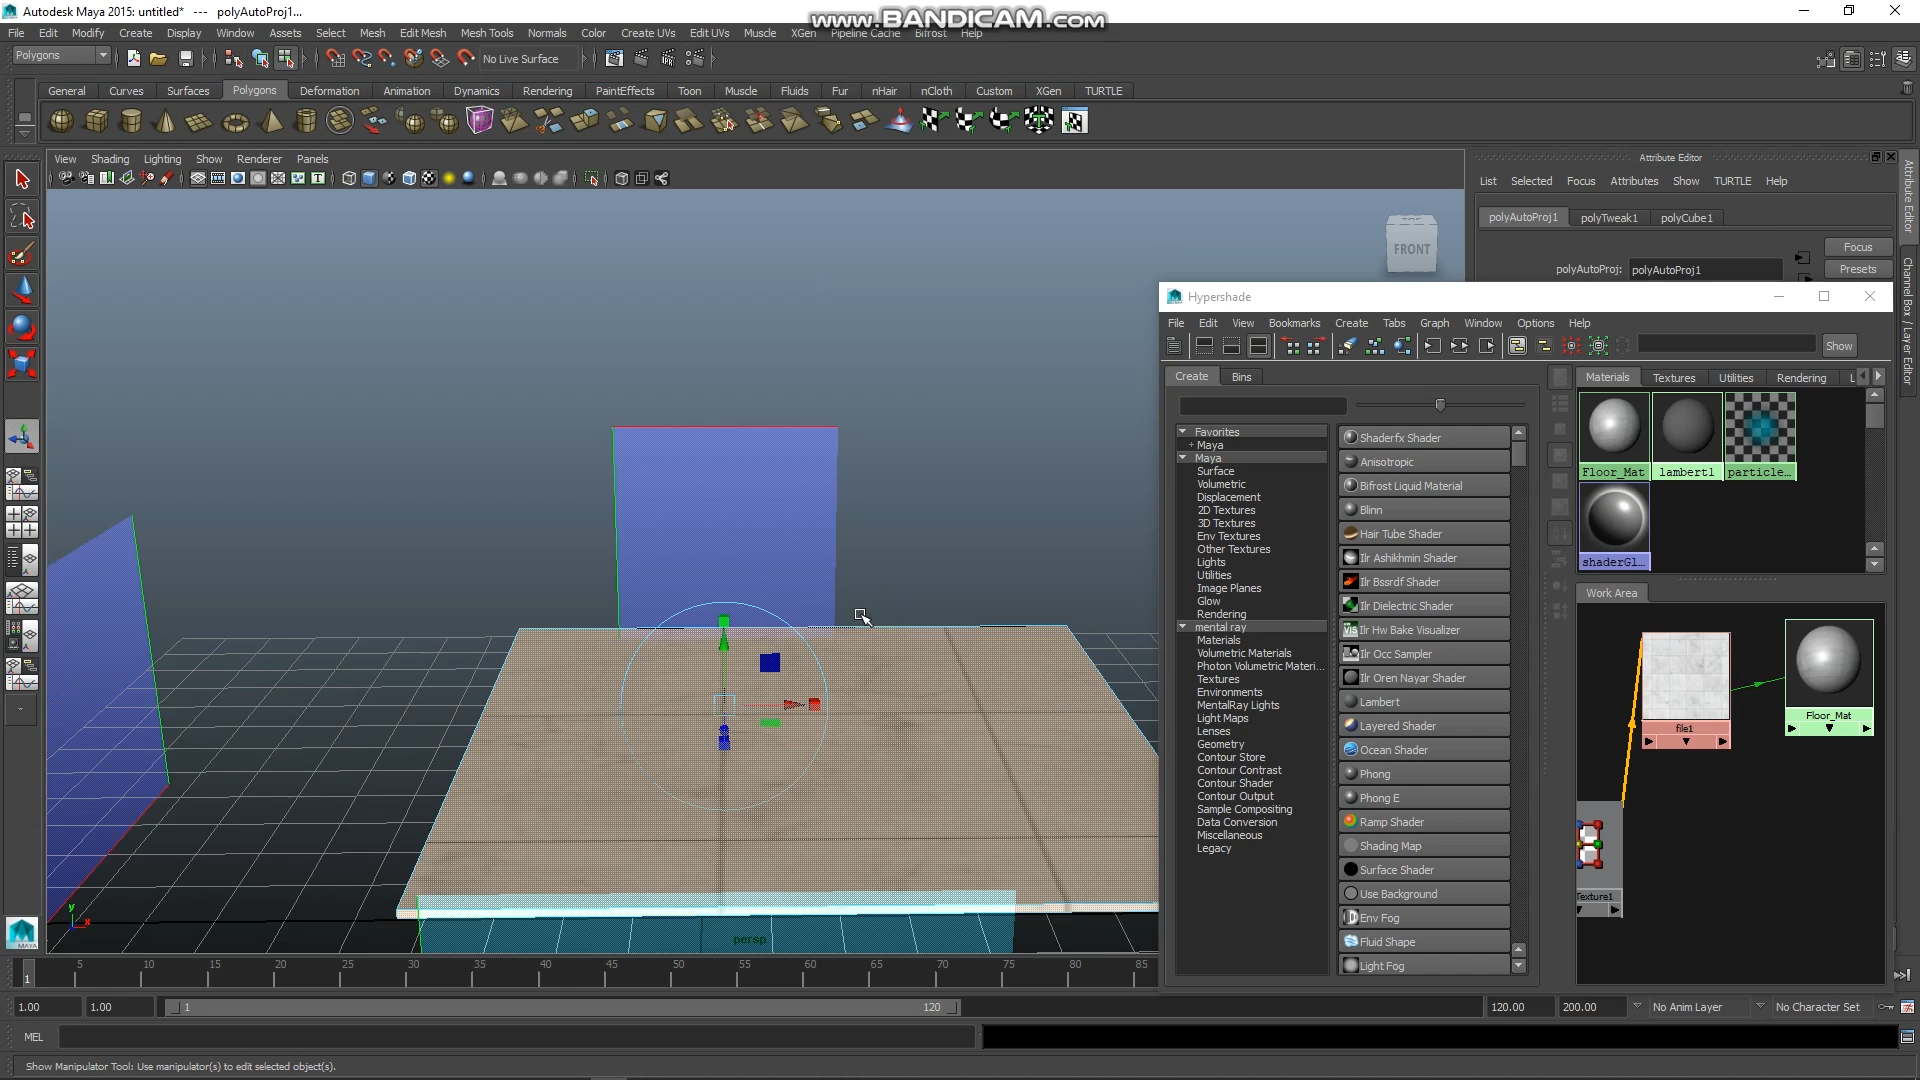 Autodesk Maya 2015: untitled*   ---   polyAutoProj1...
www.BANDICAM.com
File Edit Modify Create Display Window Assets Select Mesh Edit Mesh Mesh Tools Normals Color Create UVs Edit UVs Muscle XGen Pipeline Cache Bifrost Help
Polygons No Live Surface
General Curves Surfaces Polygons Deformation Animation Dynamics Rendering PaintEffects Toon Muscle Fluids Fur nHair nCloth Custom XGen TURTLE
View Shading Lighting Show Renderer Panels
Attribute Editor
List Selected Focus Attributes Show TURTLE Help
polyAutoProj1 polyTweak1 polyCube1
Focus
polyAutoProj: polyAutoProj1 Presets
FRONT
Attribute Editor
Channel Box / Layer Editor
Hypershade
File Edit View Bookmarks Create Tabs Graph Window Options Help
Show
Create Bins
Materials Textures Utilities Rendering L
Favorites
+ Maya
Maya
Surface
Volumetric
Displacement
2D Textures
3D Textures
Env Textures
Other Textures
Lights
Utilities
Image Planes
Glow
Rendering
mental ray
Materials
Volumetric Materials
Photon Volumetric Materi...
Textures
Environments
MentalRay Lights
Light Maps
Lenses
Geometry
Contour Store
Contour Contrast
Contour Shader
Contour Output
Sample Compositing
Data Conversion
Miscellaneous
Legacy
Shaderfx Shader
Anisotropic
Bifrost Liquid Material
Blinn
Hair Tube Shader
Ilr Ashikhmin Shader
Ilr Bssrdf Shader
Ilr Dielectric Shader
Ilr Hw Bake Visualizer
Ilr Occ Sampler
Ilr Oren Nayar Shader
Lambert
Layered Shader
Ocean Shader
Phong
Phong E
Ramp Shader
Shading Map
Surface Shader
Use Background
Env Fog
Fluid Shape
Light Fog
Floor_Mat lambert1 particle...
shaderGl...
Work Area
file1
Floor_Mat
Texture1
y
x
persp
MAYA
1 5 10 15 20 25 30 35 40 45 50 55 60 65 70 75 80 85
1.00 1.00 1 120 120.00 200.00 No Anim Layer No Character Set
MEL
Show Manipulator Tool: Use manipulator(s) to edit selected object(s).